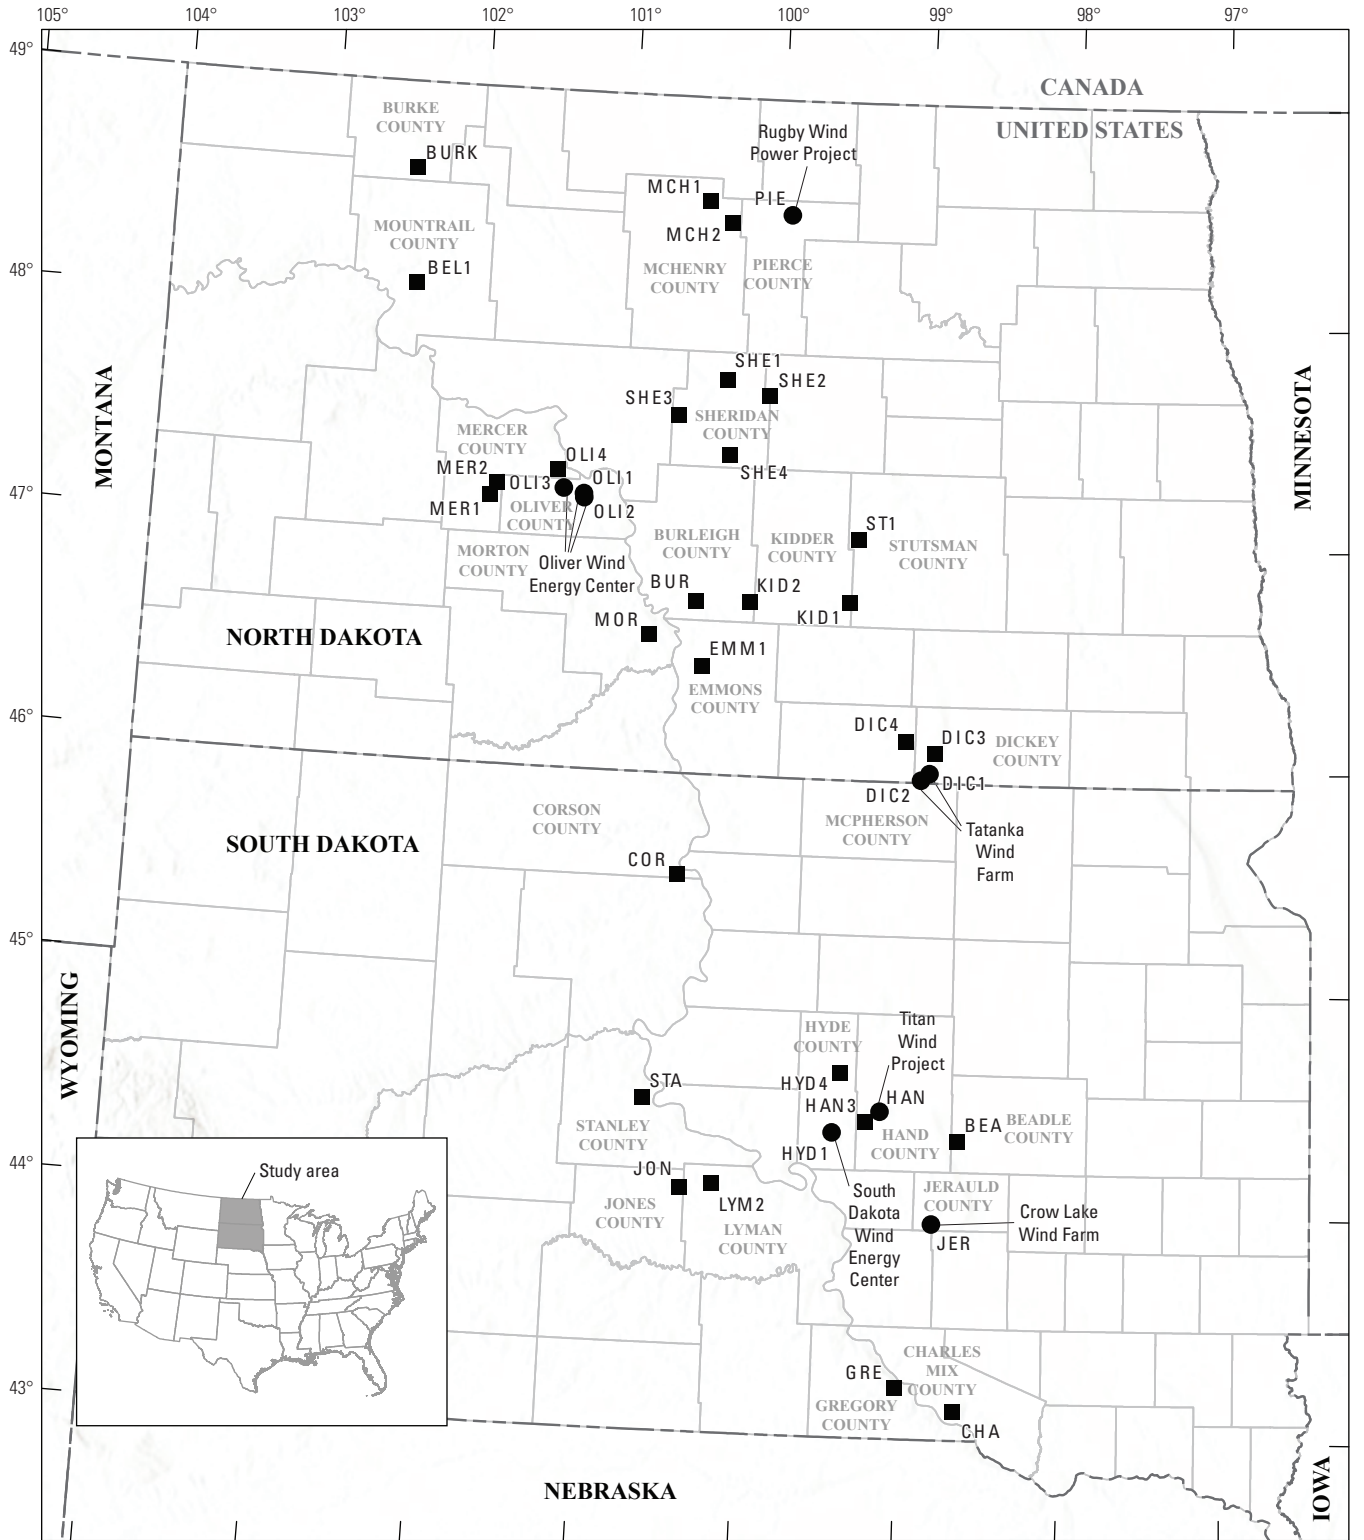 105°
104°
103°
102°
101°
100°
99°
98°
97°
49°
CANADA
UNITED STATES
BURKE
COUNTY
BURK
Rugby Wind
Power Project
MCH1
PIE
MCH2
MOUNTRAIL
COUNTY
BEL1
MCHENRY
COUNTY
PIERCE
COUNTY
48°
MONTANA
MINNESOTA
SHE1
SHE2
SHE3
SHERIDAN
COUNTY
SHE4
MERCER
COUNTY
OLI4
MER2
OLI3
OLI1
MER1
OLIVER
COUNTY
OLI2
47°
ST1
BURLEIGH
COUNTY
KIDDER
COUNTY
STUTSMAN
COUNTY
MORTON
COUNTY
Oliver Wind
Energy Center
BUR
KID2
KID1
MOR
NORTH DAKOTA
EMM1
EMMONS
COUNTY
46°
DIC4
DIC3
DICKEY
COUNTY
DIC1
DIC2
CORSON
COUNTY
MCPHERSON
COUNTY
Tatanka
Wind
Farm
SOUTH DAKOTA
COR
45°
WYOMING
HYDE
COUNTY
Titan
Wind
Project
HYD4
STA
HAN3
HAN
BEA
BEADLE
COUNTY
STANLEY
COUNTY
HAND
COUNTY
HYD1
44°
JON
JONES
COUNTY
LYM2
LYMAN
COUNTY
South
Dakota
Wind
Energy
Center
JERAULD
COUNTY
JER
Crow Lake
Wind Farm
Study area
43°
GRE
CHARLES
MIX
COUNTY
GREGORY
COUNTY
CHA
NEBRASKA
IOWA